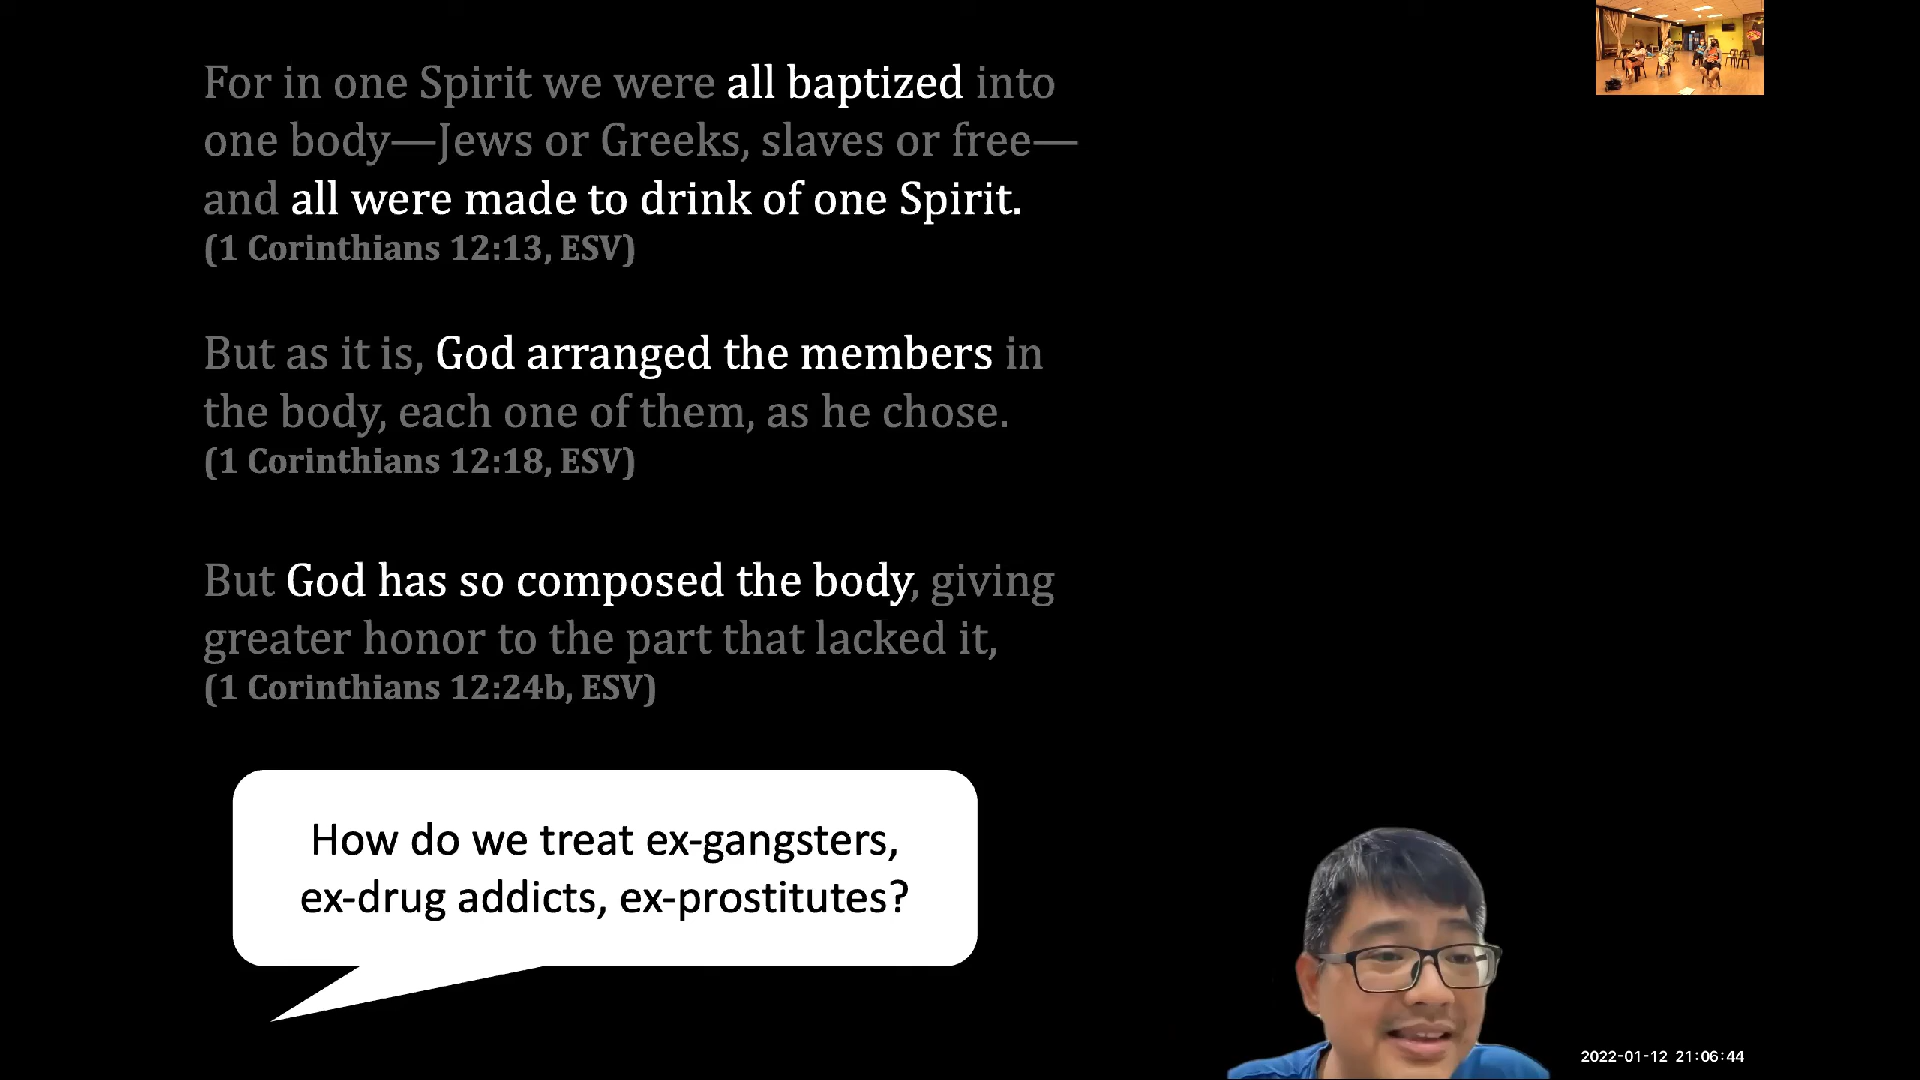 For in one Spirit we were all baptized into
one body—Jews or Greeks, slaves or free—
and all were made to drink of one Spirit.
(1 Corinthians 12:13, ESV)
But as it is, God arranged the members in
the body, each one of them, as he chose.
(1 Corinthians 12:18, ESV)
But God has so composed the body, giving
greater honor to the part that lacked it,
(1 Corinthians 12:24b, ESV)
How do we treat ex-gangsters,
ex-drug addicts, ex-prostitutes?
2022-01-12 21:06:44